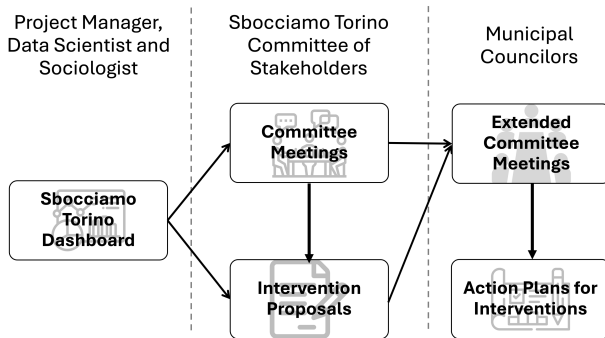 Project Manager,
Data Scientist and
Sociologist
Sbocciamo Torino
Committee of
Stakeholders
Municipal
Councilors
Sbocciamo
Torino
Dashboard
Committee
Meetings
Intervention
Proposals
Extended
Committee
Meetings
Action Plans for
Interventions